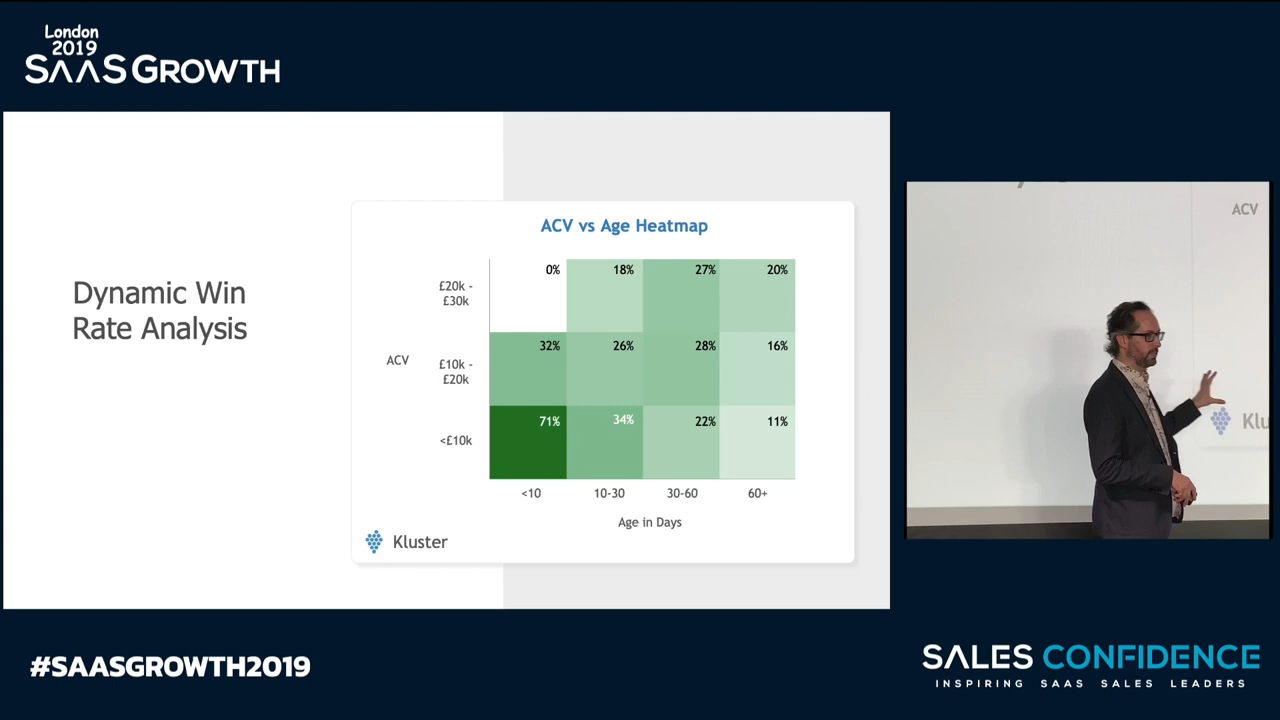 London
2019
SAAS GROWTH
Dynamic Win
Rate Analysis
ACV vs Age Heatmap
ACV
£20k -
£30k
0% 18% 27% 20%
£10k -
£20k
32% 26% 28% 16%
<£10k
71% 34% 22% 11%
<10 10-30 30-60 60+
Age in Days
Kluster
ACV
Klu
#SAASGROWTH2019
SALES CONFIDENCE
INSPIRING SAAS SALES LEADERS